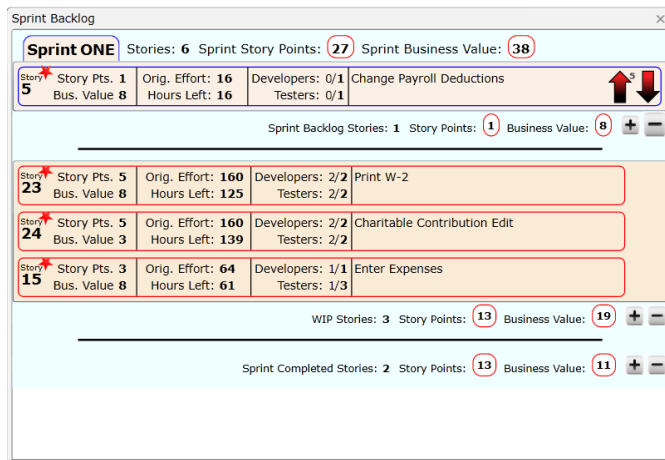 Sprint Backlog ×
Sprint ONE Stories: 6 Sprint Story Points: 27 Sprint Business Value: 38
Story 5 Story Pts. 1 Orig. Effort: 16 Developers: 0/1 Change Payroll Deductions 5
Bus. Value 8 Hours Left: 16 Testers: 0/1
Sprint Backlog Stories: 1 Story Points: 1 Business Value: 8 + −
Story 23 Story Pts. 5 Orig. Effort: 160 Developers: 2/2 Print W-2
Bus. Value 8 Hours Left: 125 Testers: 2/2
Story 24 Story Pts. 5 Orig. Effort: 160 Developers: 2/2 Charitable Contribution Edit
Bus. Value 3 Hours Left: 139 Testers: 2/2
Story 15 Story Pts. 3 Orig. Effort: 64 Developers: 1/1 Enter Expenses
Bus. Value 8 Hours Left: 61 Testers: 1/3
WIP Stories: 3 Story Points: 13 Business Value: 19 + −
Sprint Completed Stories: 2 Story Points: 13 Business Value: 11 + −